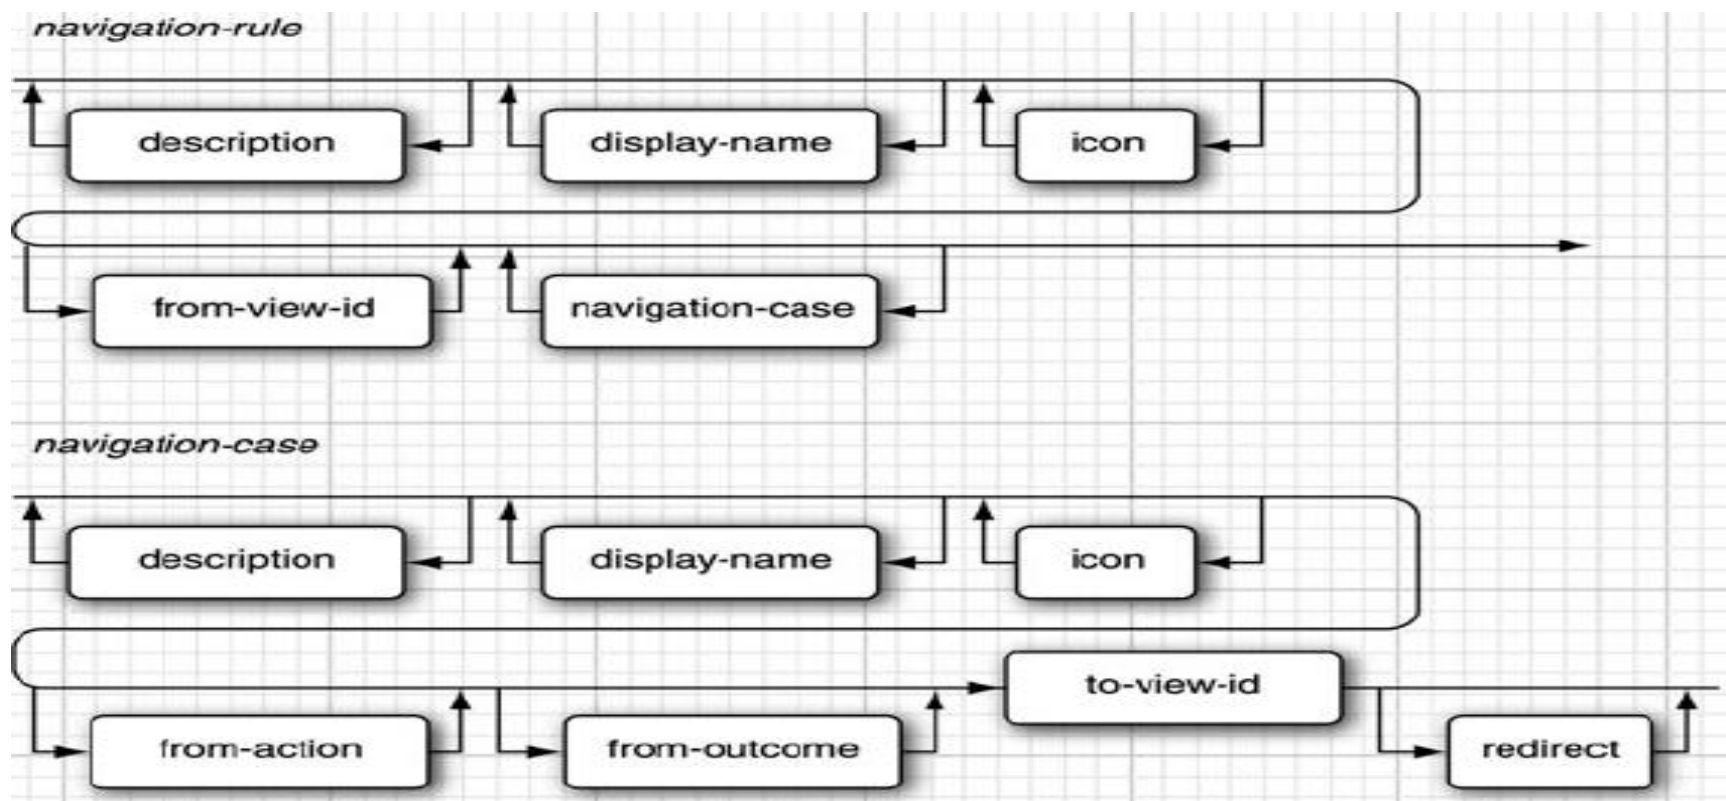 navigation-rule
description display-name icon
from-view-id navigation-case
navigation-case
description display-name icon
to-view-id
from-action from-outcome redirect